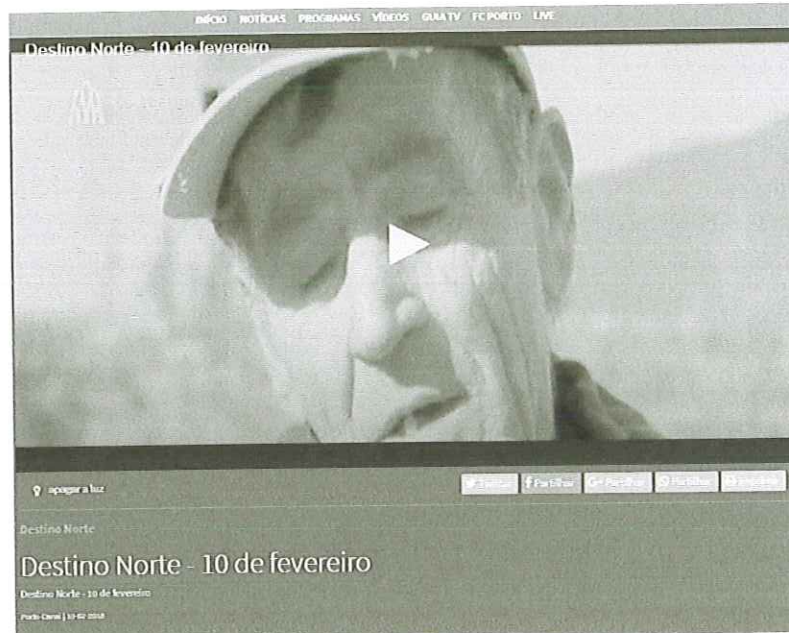 INÍCIO NOTÍCIAS PROGRAMAS VÍDEOS GUIA TV FC PORTO LIVE
Destino Norte - 10 de fevereiro
apagar a luz
Partilhar Partilhar Partilhar
Destino Norte
Destino Norte - 10 de fevereiro
Destino Norte - 10 de fevereiro
Porto Canal | 10-02-2018